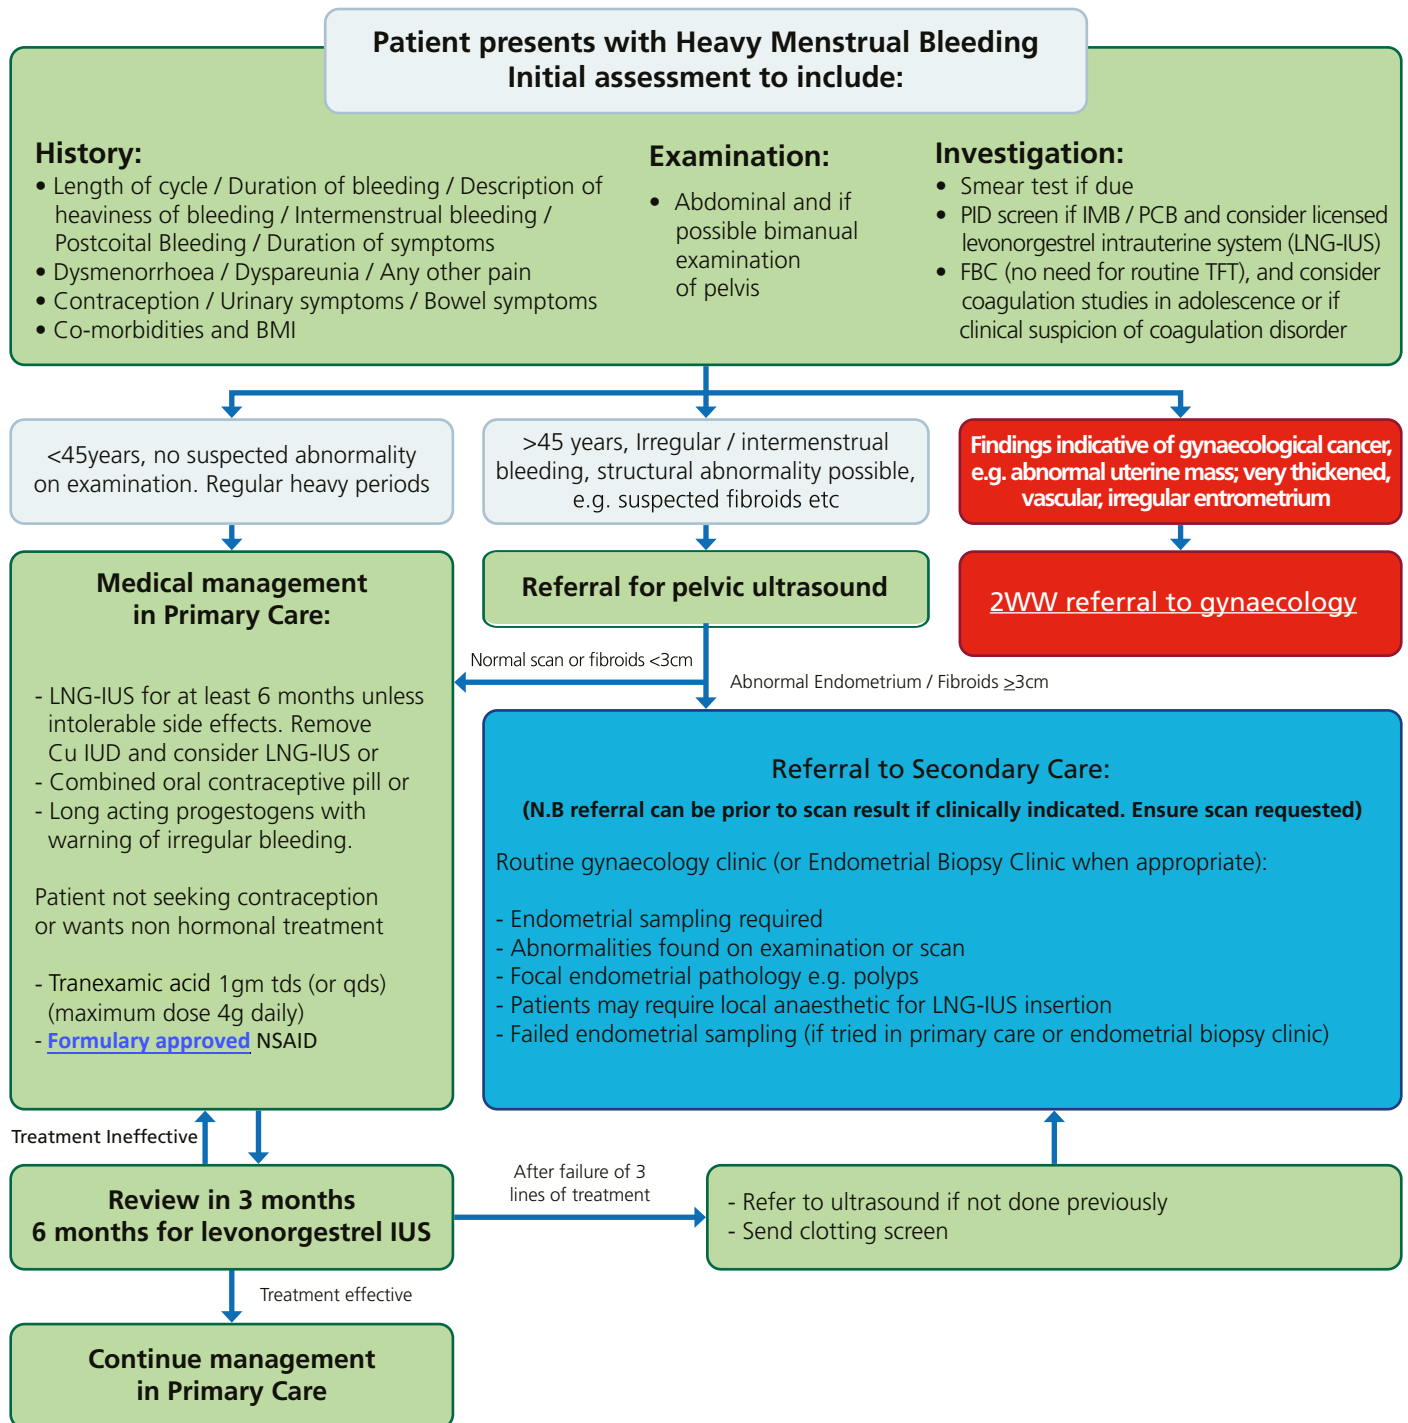 Patient presents with Heavy Menstrual Bleeding
Initial assessment to include:
History:
• Length of cycle / Duration of bleeding / Description of
heaviness of bleeding / Intermenstrual bleeding /
Postcoital Bleeding / Duration of symptoms
• Dysmenorrhoea / Dyspareunia / Any other pain
• Contraception / Urinary symptoms / Bowel symptoms
• Co-morbidities and BMI
Examination:
• Abdominal and if
possible bimanual
examination
of pelvis
Investigation:
• Smear test if due
• PID screen if IMB / PCB and consider licensed
levonorgestrel intrauterine system (LNG-IUS)
• FBC (no need for routine TFT), and consider
coagulation studies in adolescence or if
clinical suspicion of coagulation disorder
<45years, no suspected abnormality
on examination. Regular heavy periods
>45 years, Irregular / intermenstrual
bleeding, structural abnormality possible,
e.g. suspected fibroids etc
Findings indicative of gynaecological cancer,
e.g. abnormal uterine mass; very thickened,
vascular, irregular entrometrium
Medical management
in Primary Care:
- LNG-IUS for at least 6 months unless
intolerable side effects. Remove
Cu IUD and consider LNG-IUS or
- Combined oral contraceptive pill or
- Long acting progestogens with
warning of irregular bleeding.
Patient not seeking contraception
or wants non hormonal treatment
- Tranexamic acid 1gm tds (or qds)
(maximum dose 4g daily)
- Formulary approved NSAID
Referral for pelvic ultrasound
2WW referral to gynaecology
Normal scan or fibroids <3cm
Abnormal Endometrium / Fibroids ≥3cm
Referral to Secondary Care:
(N.B referral can be prior to scan result if clinically indicated. Ensure scan requested)
Routine gynaecology clinic (or Endometrial Biopsy Clinic when appropriate):
- Endometrial sampling required
- Abnormalities found on examination or scan
- Focal endometrial pathology e.g. polyps
- Patients may require local anaesthetic for LNG-IUS insertion
- Failed endometrial sampling (if tried in primary care or endometrial biopsy clinic)
Treatment Ineffective
Review in 3 months
6 months for levonorgestrel IUS
After failure of 3
lines of treatment
- Refer to ultrasound if not done previously
- Send clotting screen
Treatment effective
Continue management
in Primary Care